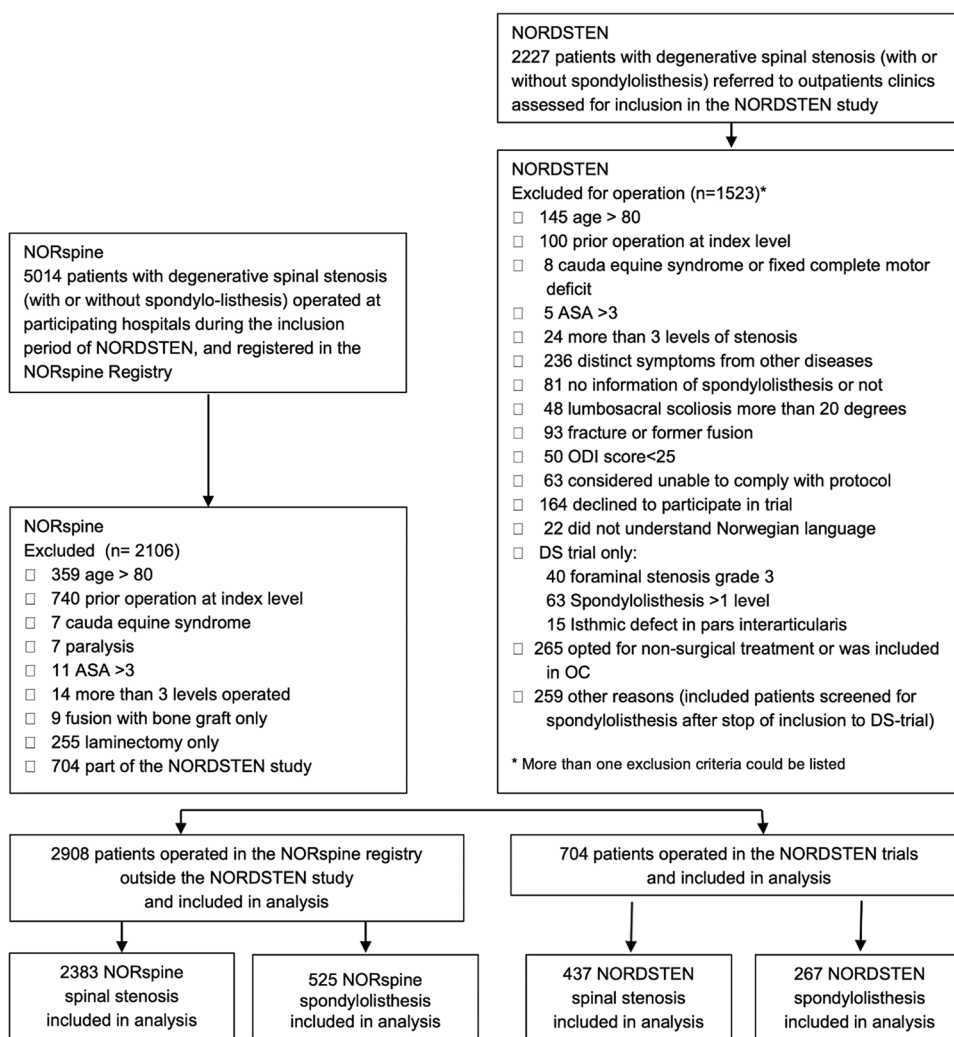 NORDSTEN
2227 patients with degenerative spinal stenosis (with or
without spondylolisthesis) referred to outpatients clinics
assessed for inclusion in the NORDSTEN study
NORDSTEN
Excluded for operation (n=1523)*
☐ 145 age > 80
☐ 100 prior operation at index level
☐ 8 cauda equine syndrome or fixed complete motor
deficit
☐ 5 ASA >3
☐ 24 more than 3 levels of stenosis
☐ 236 distinct symptoms from other diseases
☐ 81 no information of spondylolisthesis or not
☐ 48 lumbosacral scoliosis more than 20 degrees
☐ 93 fracture or former fusion
☐ 50 ODI score<25
☐ 63 considered unable to comply with protocol
☐ 164 declined to participate in trial
☐ 22 did not understand Norwegian language
☐ DS trial only:
40 foraminal stenosis grade 3
63 Spondylolisthesis >1 level
15 Isthmic defect in pars interarticularis
☐ 265 opted for non-surgical treatment or was included
in OC
☐ 259 other reasons (included patients screened for
spondylolisthesis after stop of inclusion to DS-trial)
* More than one exclusion criteria could be listed
NORspine
5014 patients with degenerative spinal stenosis
(with or without spondylo-listhesis) operated at
participating hospitals during the inclusion
period of NORDSTEN, and registered in the
NORspine Registry
NORspine
Excluded (n= 2106)
☐ 359 age > 80
☐ 740 prior operation at index level
☐ 7 cauda equine syndrome
☐ 7 paralysis
☐ 11 ASA >3
☐ 14 more than 3 levels operated
☐ 9 fusion with bone graft only
☐ 255 laminectomy only
☐ 704 part of the NORDSTEN study
2908 patients operated in the NORspine registry
outside the NORDSTEN study
and included in analysis
704 patients operated in the NORDSTEN trials
and included in analysis
2383 NORspine
spinal stenosis
included in analysis
525 NORspine
spondylolisthesis
included in analysis
437 NORDSTEN
spinal stenosis
included in analysis
267 NORDSTEN
spondylolisthesis
included in analysis